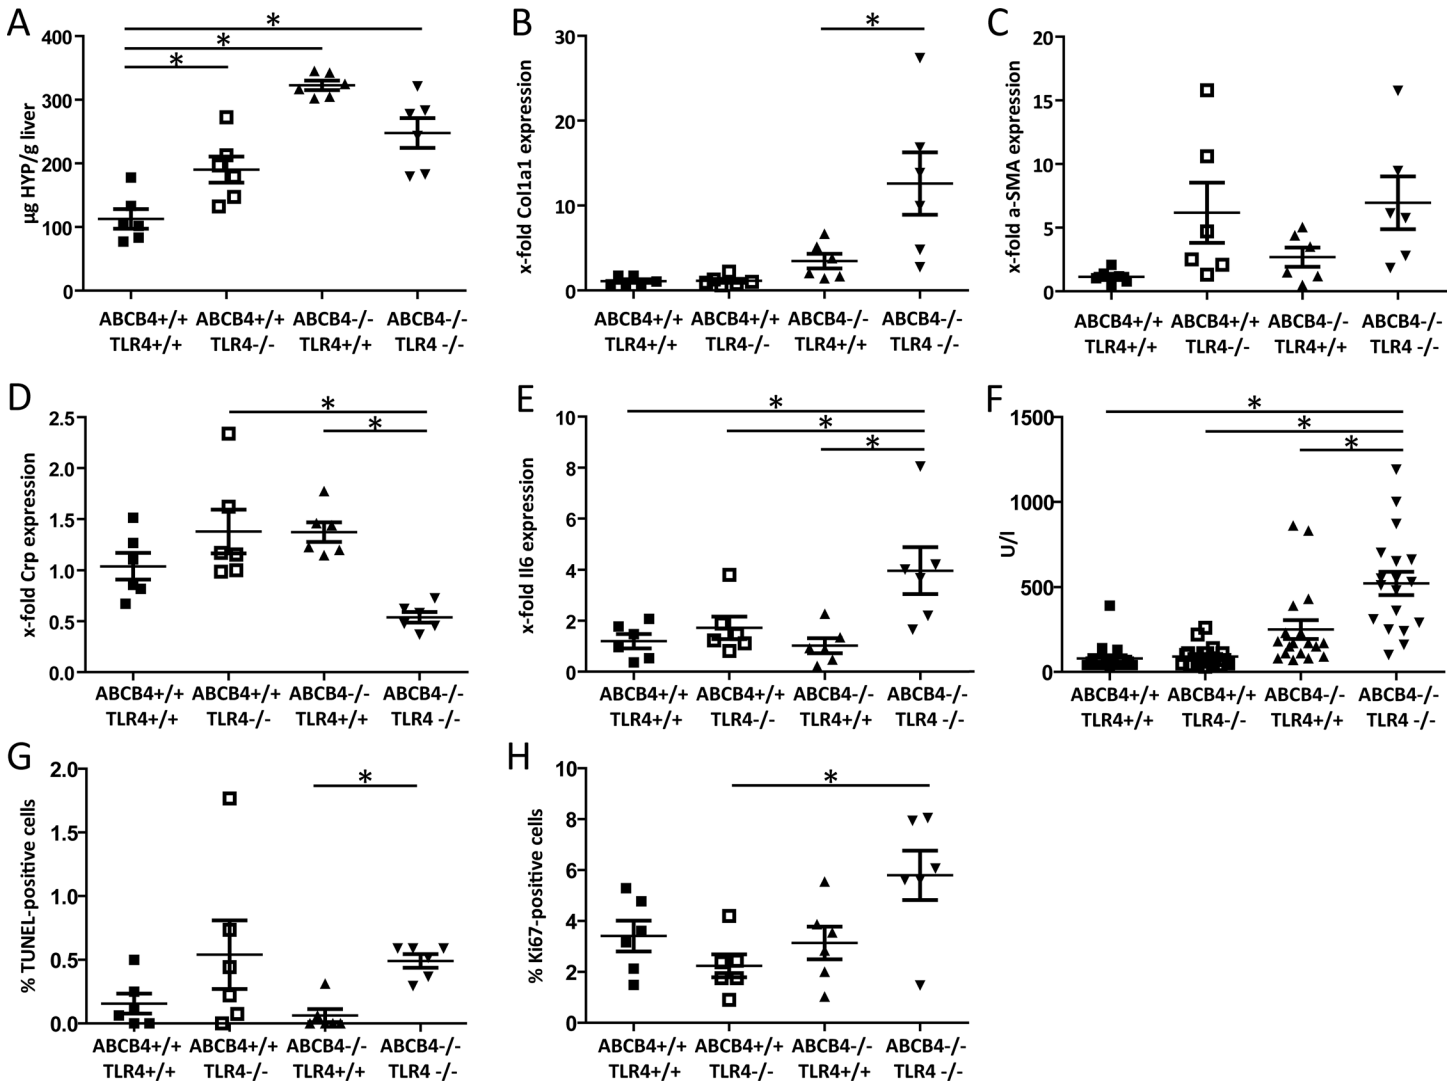 A
μg HYP/g liver
400
300
200
100
0
*
*
*
ABCB4+/+ ABCB4+/+ ABCB4-/- ABCB4-/-
TLR4+/+ TLR4-/- TLR4+/+ TLR4 -/-
B
x-fold Col1a1 expression
30
20
10
0
*
ABCB4+/+ ABCB4+/+ ABCB4-/- ABCB4-/-
TLR4+/+ TLR4-/- TLR4+/+ TLR4 -/-
C
x-fold a-SMA expression
20
15
10
5
0
ABCB4+/+ ABCB4+/+ ABCB4-/- ABCB4-/-
TLR4+/+ TLR4-/- TLR4+/+ TLR4 -/-
D
x-fold Crp expression
2.5
2.0
1.5
1.0
0.5
0.0
*
*
ABCB4+/+ ABCB4+/+ ABCB4-/- ABCB4-/-
TLR4+/+ TLR4-/- TLR4+/+ TLR4 -/-
E
x-fold Il6 expression
10
8
6
4
2
0
*
*
*
ABCB4+/+ ABCB4+/+ ABCB4-/- ABCB4-/-
TLR4+/+ TLR4-/- TLR4+/+ TLR4 -/-
F
U/l
1500
1000
500
0
*
*
*
ABCB4+/+ ABCB4+/+ ABCB4-/- ABCB4-/-
TLR4+/+ TLR4-/- TLR4+/+ TLR4 -/-
G
% TUNEL-positive cells
2.0
1.5
1.0
0.5
0.0
*
ABCB4+/+ ABCB4+/+ ABCB4-/- ABCB4-/-
TLR4+/+ TLR4-/- TLR4+/+ TLR4 -/-
H
% Ki67-positive cells
10
8
6
4
2
0
*
ABCB4+/+ ABCB4+/+ ABCB4-/- ABCB4-/-
TLR4+/+ TLR4-/- TLR4+/+ TLR4 -/-